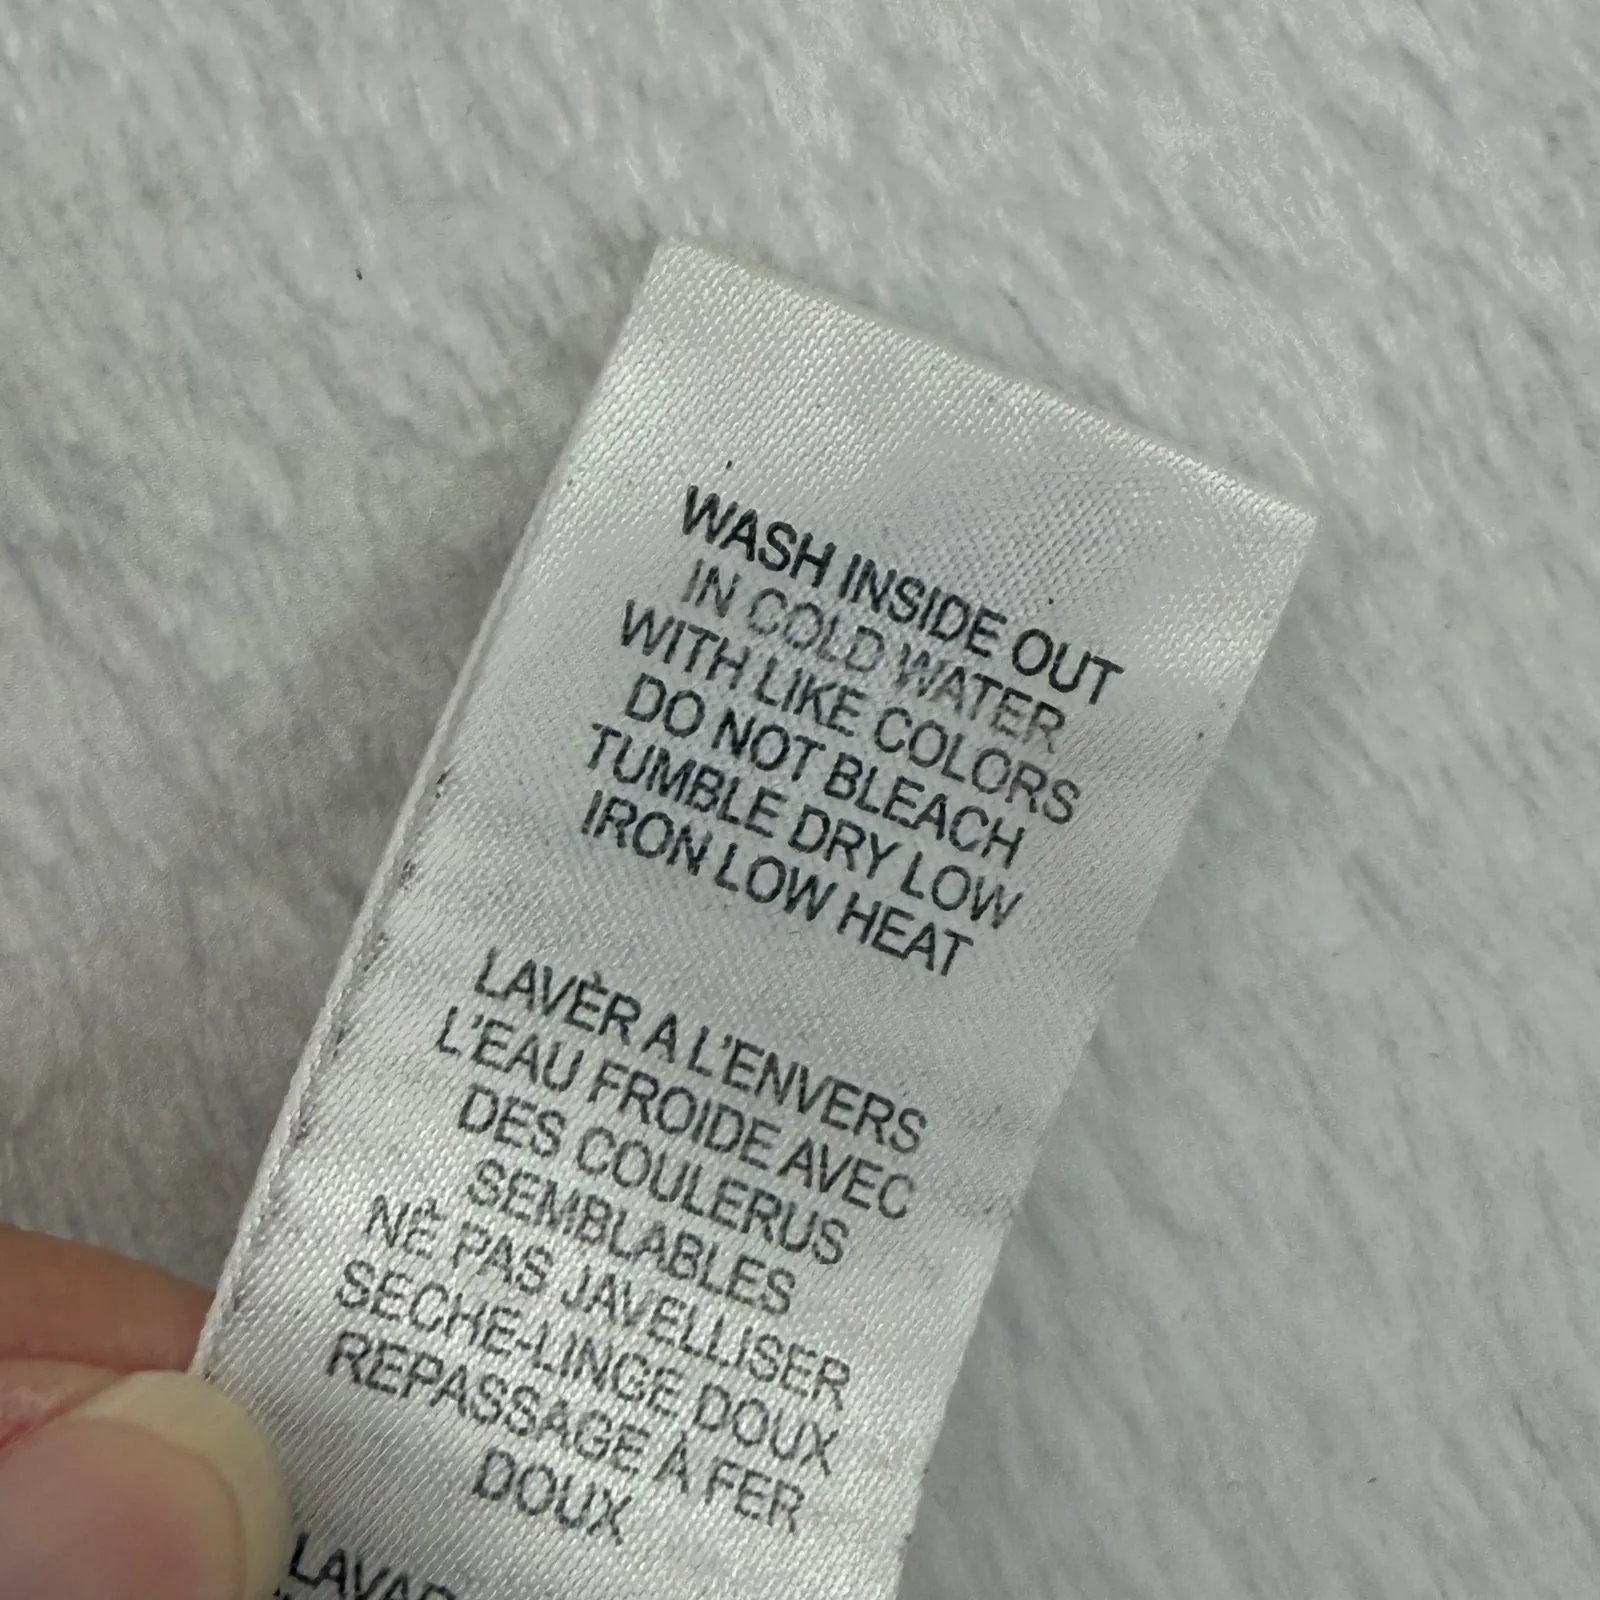 WASH INSIDE OUT
IN COLD WATER
WITH LIKE COLORS
DO NOT BLEACH
TUMBLE DRY LOW
IRON LOW HEAT
LAVÈR A L'ENVERS
L'EAU FROIDE AVEC
DES COULERUS
SEMBLABLES
NÈ PAS JAVELLISER
SECHE-LINGE DOUX
REPASSAGE À FER
DOUX